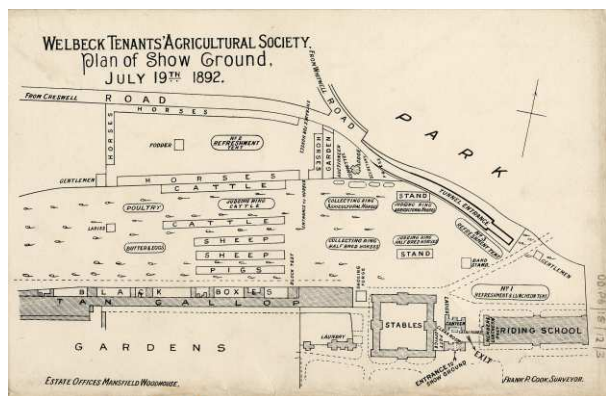 WELBECK TENANTS' AGRICULTURAL SOCIETY.
Plan of Show Ground,
JULY 19TH 1892.
FROM CRESWELL
ROAD
FROM WHITWELL
ROAD
PARK
HORSES
HORSES
FODDER
No 2
REFRESHMENT
TENT
HORSES
GARDEN
TUNNEL ENTRANCE
GENTLEMEN
HORSES
CATTLE
POULTRY
JUDGING RING
CATTLE
COLLECTING RING
AGRICULTURAL HORSES
STAND
JUDGING RING
AGRICULTURAL HORSES
REFRESHMENT TENT
LADIES
CATTLE
BUTTER & EGGS
SHEEP
COLLECTING RING
HALF BRED HORSES
JUDGING RING
HALF BRED HORSES
SHEEP
STAND
BAND
STAND
GENTLEMEN
PIGS
No 1
REFRESHMENT & LUNCHEON TENT
BLACK BOXES
TAN GALLOP
STABLES
CANTEEN
RIDING SCHOOL
LAUNDRY
GARDENS
EXIT
ENTRANCE TO
SHOW GROUND
ESTATE OFFICES MANSFIELD WOODHOUSE.
FRANK P. COOK, SURVEYOR.